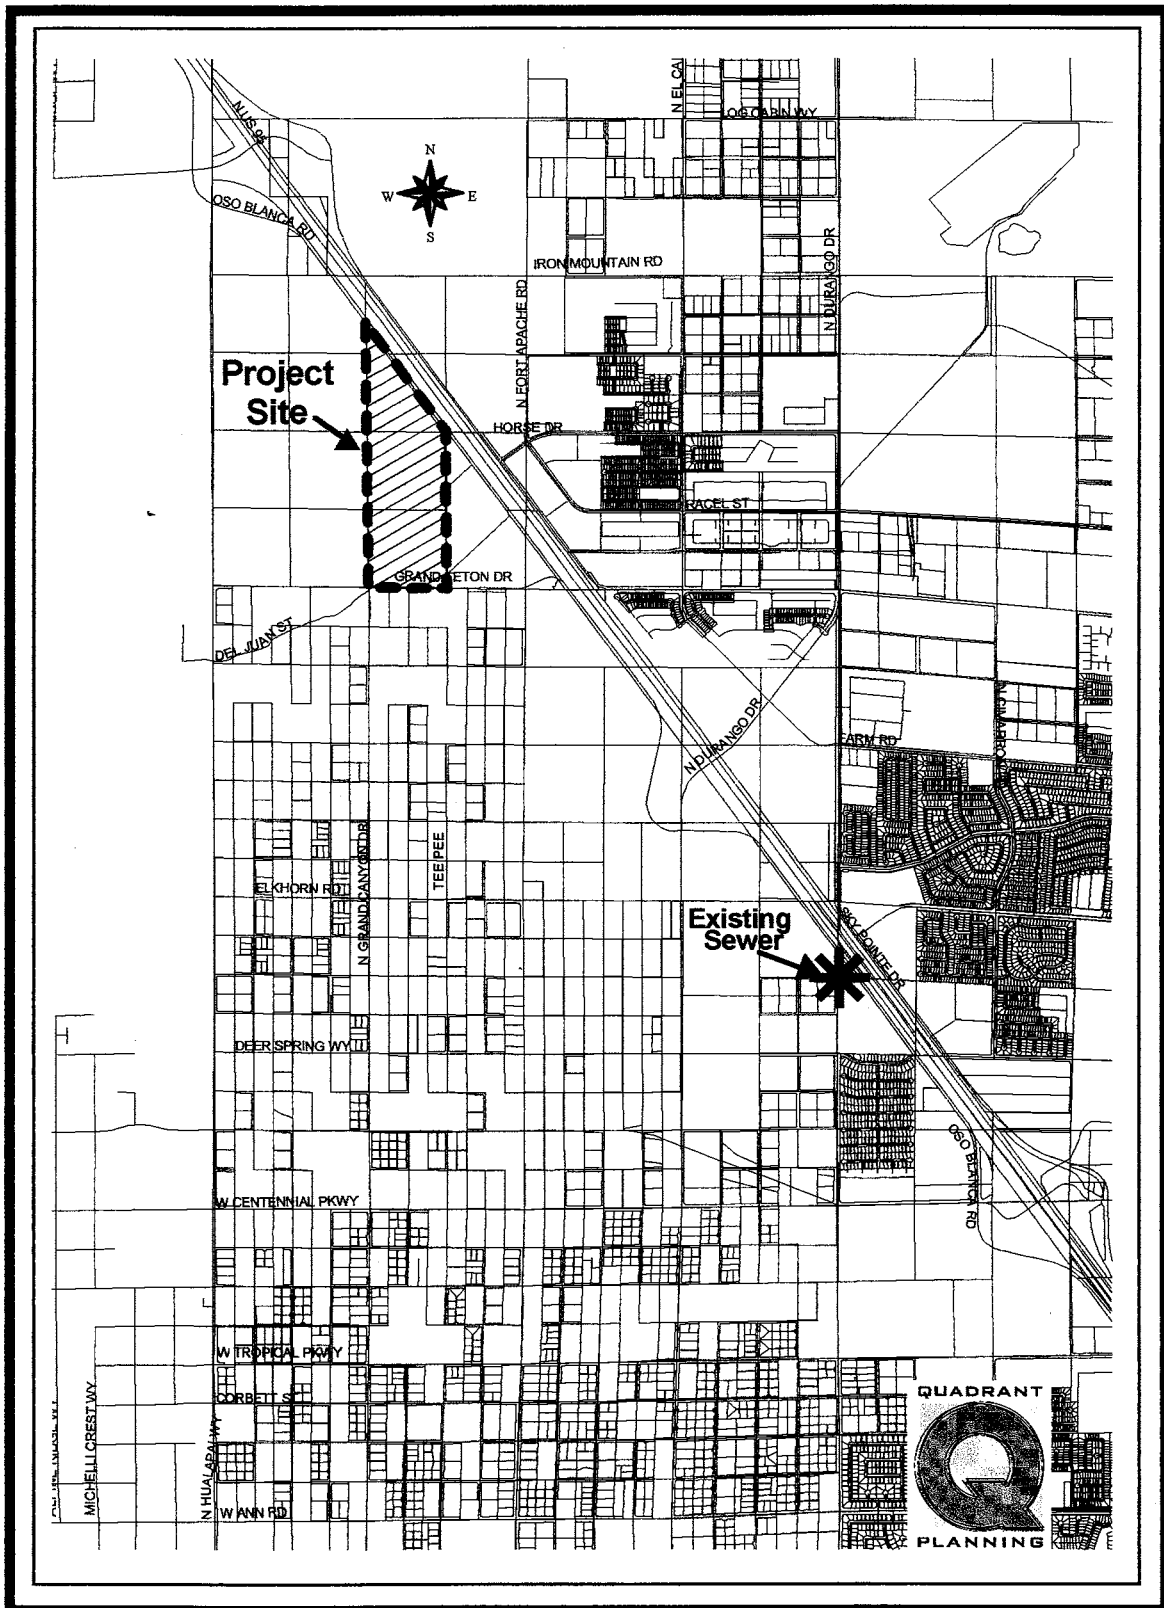 N EL CA
LOG CABIN WY
N US 95
N
W
E
S
OSO BLANCA RD
N DURANGO DR
IRON MOUNTAIN RD
N FORT APACHE RD
Project
Site
HORSE DR
RACEL ST
GRAND TETON DR
DEL JUAN ST
N DURANGO DR
FARM RD
N GRAND CANYON DR
TEE PEE
ELKHORN RD
Existing
Sewer
SKY POINTE DR
DEER SPRING WY
OSO BLANCA RD
W CENTENNIAL PKWY
W TROPICAL PKWY
CORBETT ST
MICHELLI CREST WY
N HUALAPAI WY
W ANN RD
QUADRANT
Q
PLANNING